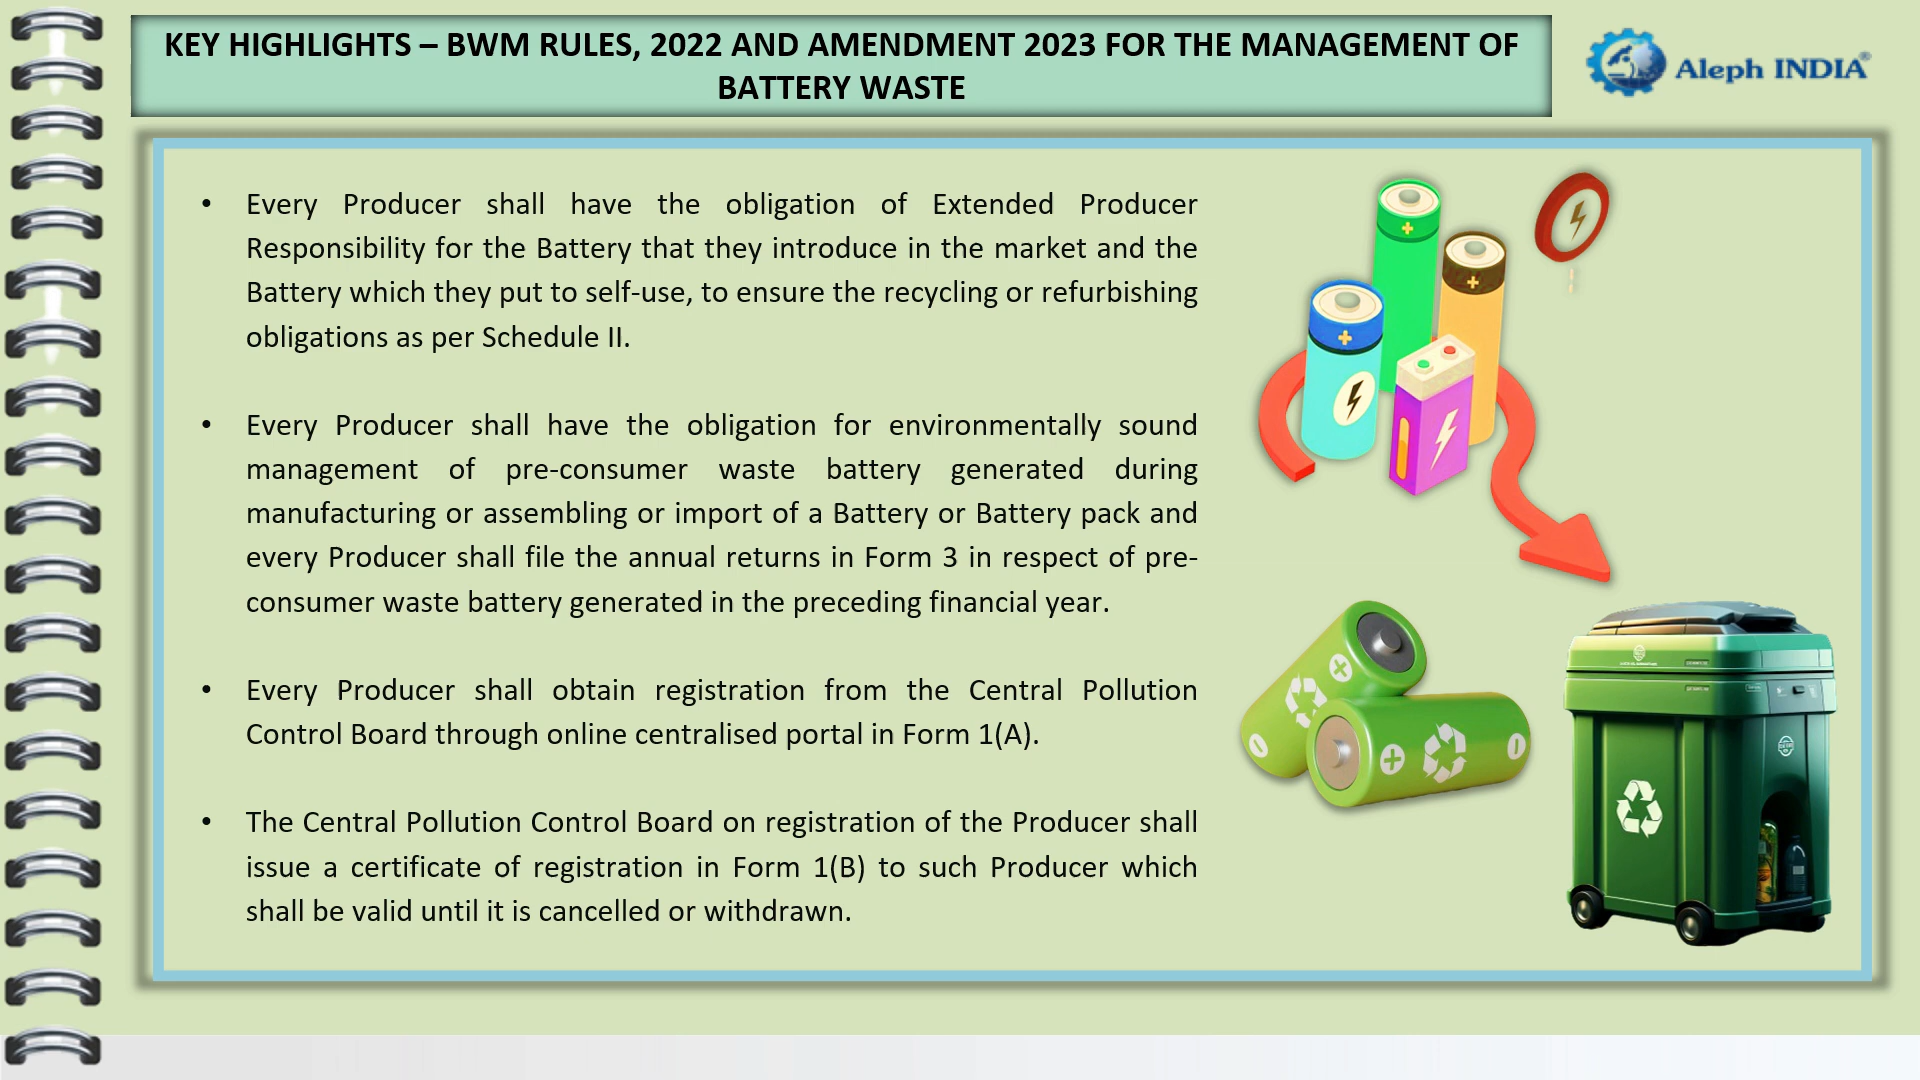 KEY HIGHLIGHTS – BWM RULES, 2022 AND AMENDMENT 2023 FOR THE MANAGEMENT OF
BATTERY WASTE
Aleph INDIA®
• Every Producer shall have the obligation of Extended Producer
Responsibility for the Battery that they introduce in the market and the
Battery which they put to self-use, to ensure the recycling or refurbishing
obligations as per Schedule II.
• Every Producer shall have the obligation for environmentally sound
management of pre-consumer waste battery generated during
manufacturing or assembling or import of a Battery or Battery pack and
every Producer shall file the annual returns in Form 3 in respect of pre-
consumer waste battery generated in the preceding financial year.
• Every Producer shall obtain registration from the Central Pollution
Control Board through online centralised portal in Form 1(A).
• The Central Pollution Control Board on registration of the Producer shall
issue a certificate of registration in Form 1(B) to such Producer which
shall be valid until it is cancelled or withdrawn.